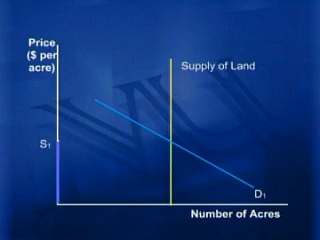 Price
($ per
acre)
Supply of Land
S1
D1
Number of Acres